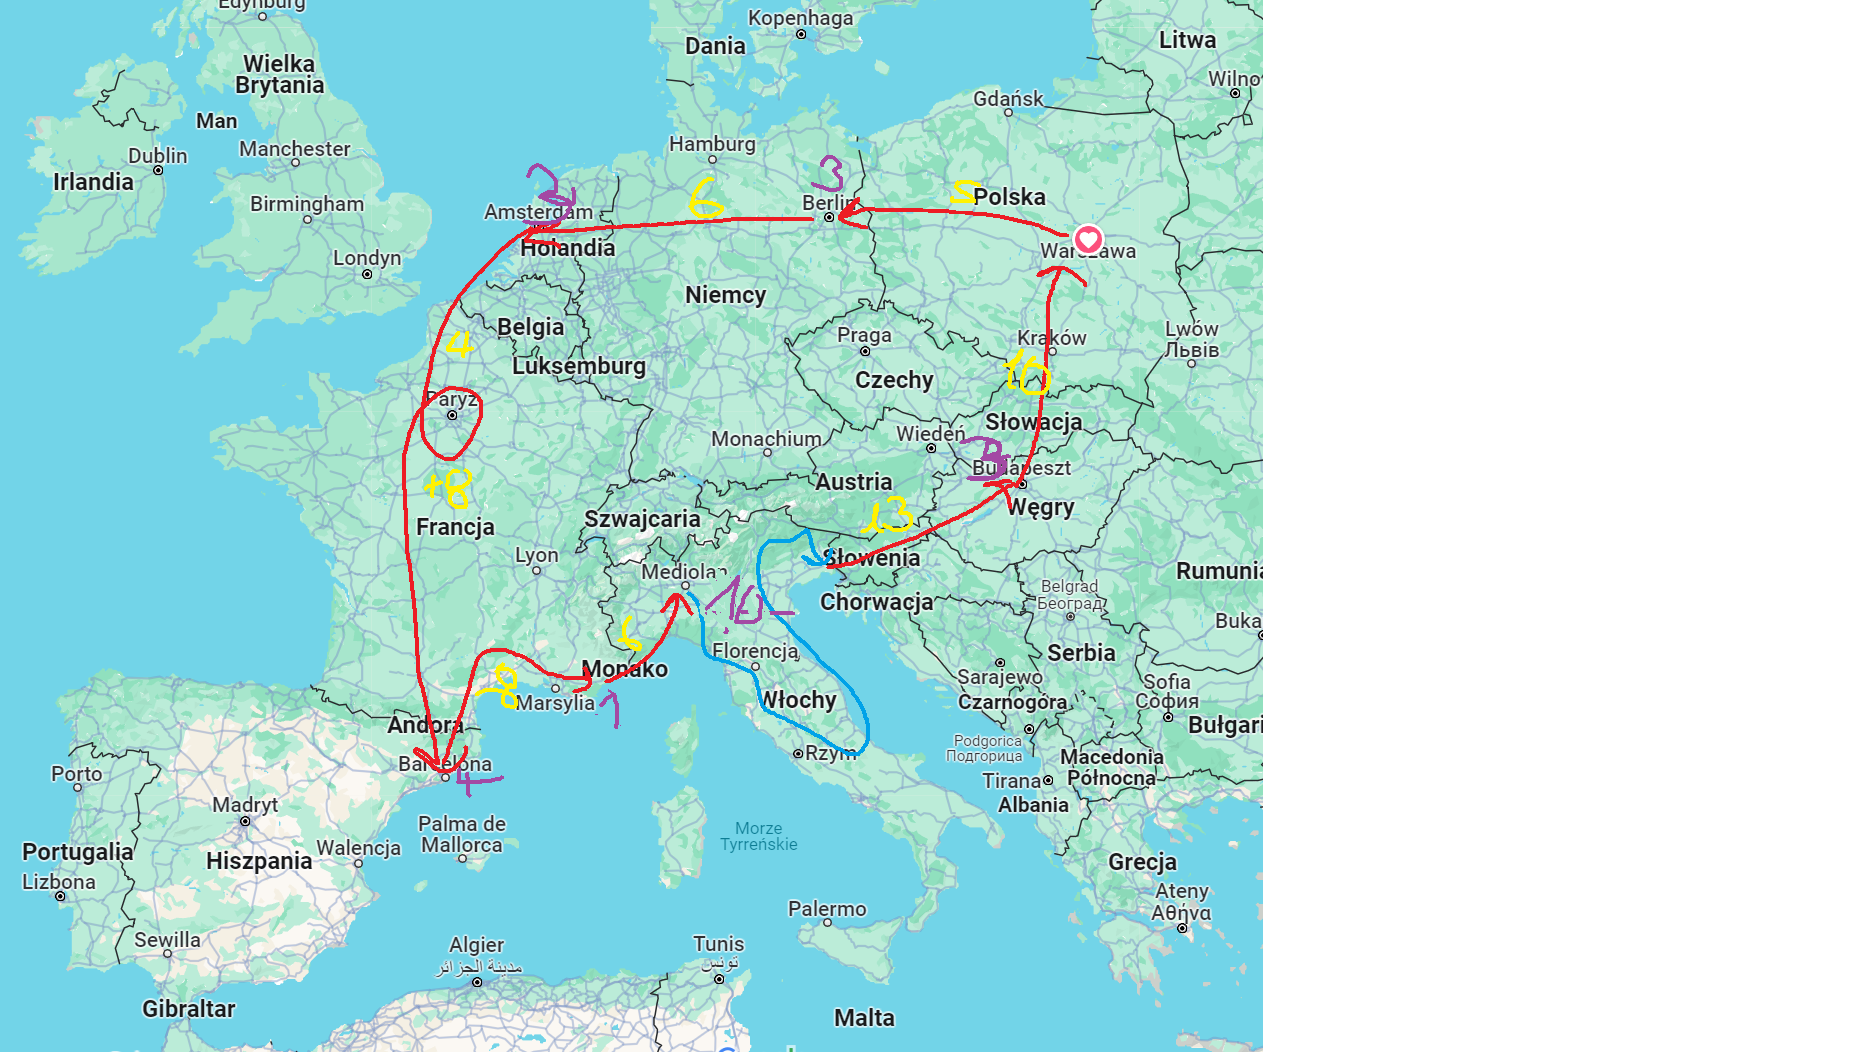 Edynburg
Kopenhaga
Dania
Litwa
Wielka
Brytania
Wilno
Gdańsk
Man
Hamburg
Manchester
Dublin
Irlandia
3
2
6
5
Polska
Birmingham
Amsterdam
Berlin
Holandia
Warszawa
Londyn
Niemcy
Belgia
Praga
Kraków
Lwów
Львів
4
Luksemburg
Czechy
16
Paryż
Słowacja
Monachium
Wiedeń
3
Budapeszt
Austria
+8
Węgry
Francja
Szwajcaria
13
Lyon
Słowenia
Mediolan
Rumunia
Belgrad
Београд
10
Chorwacja
Buka
6
Florencja
Serbia
Monako
Sarajewo
8
Sofia
София
Marsylia
1
Włochy
Czarnogóra
Andora
Bułgari
Podgorica
Подгорица
Rzym
Macedonia
Północna
Barcelona
4
Porto
Tirana
Albania
Madryt
Palma de
Mallorca
Morze
Tyrreńskie
Portugalia
Hiszpania
Walencja
Grecja
Lizbona
Ateny
Αθήνα
Palermo
Sewilla
Algier
مدينة الجزائر
Tunis
تونس
Gibraltar
Malta